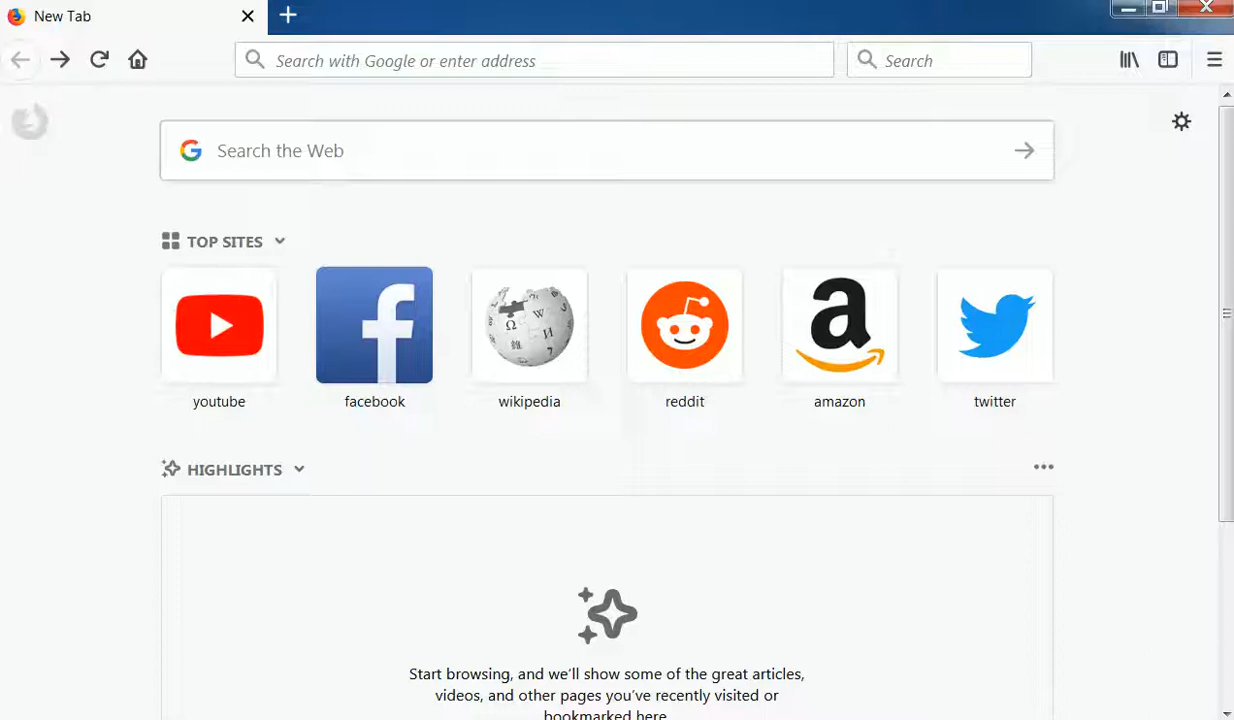 New Tab
Search with Google or enter address
Search
Search the Web
TOP SITES
youtube
facebook
wikipedia
reddit
amazon
twitter
HIGHLIGHTS
Start browsing, and we’ll show some of the great articles,
videos, and other pages you’ve recently visited or
bookmarked here.